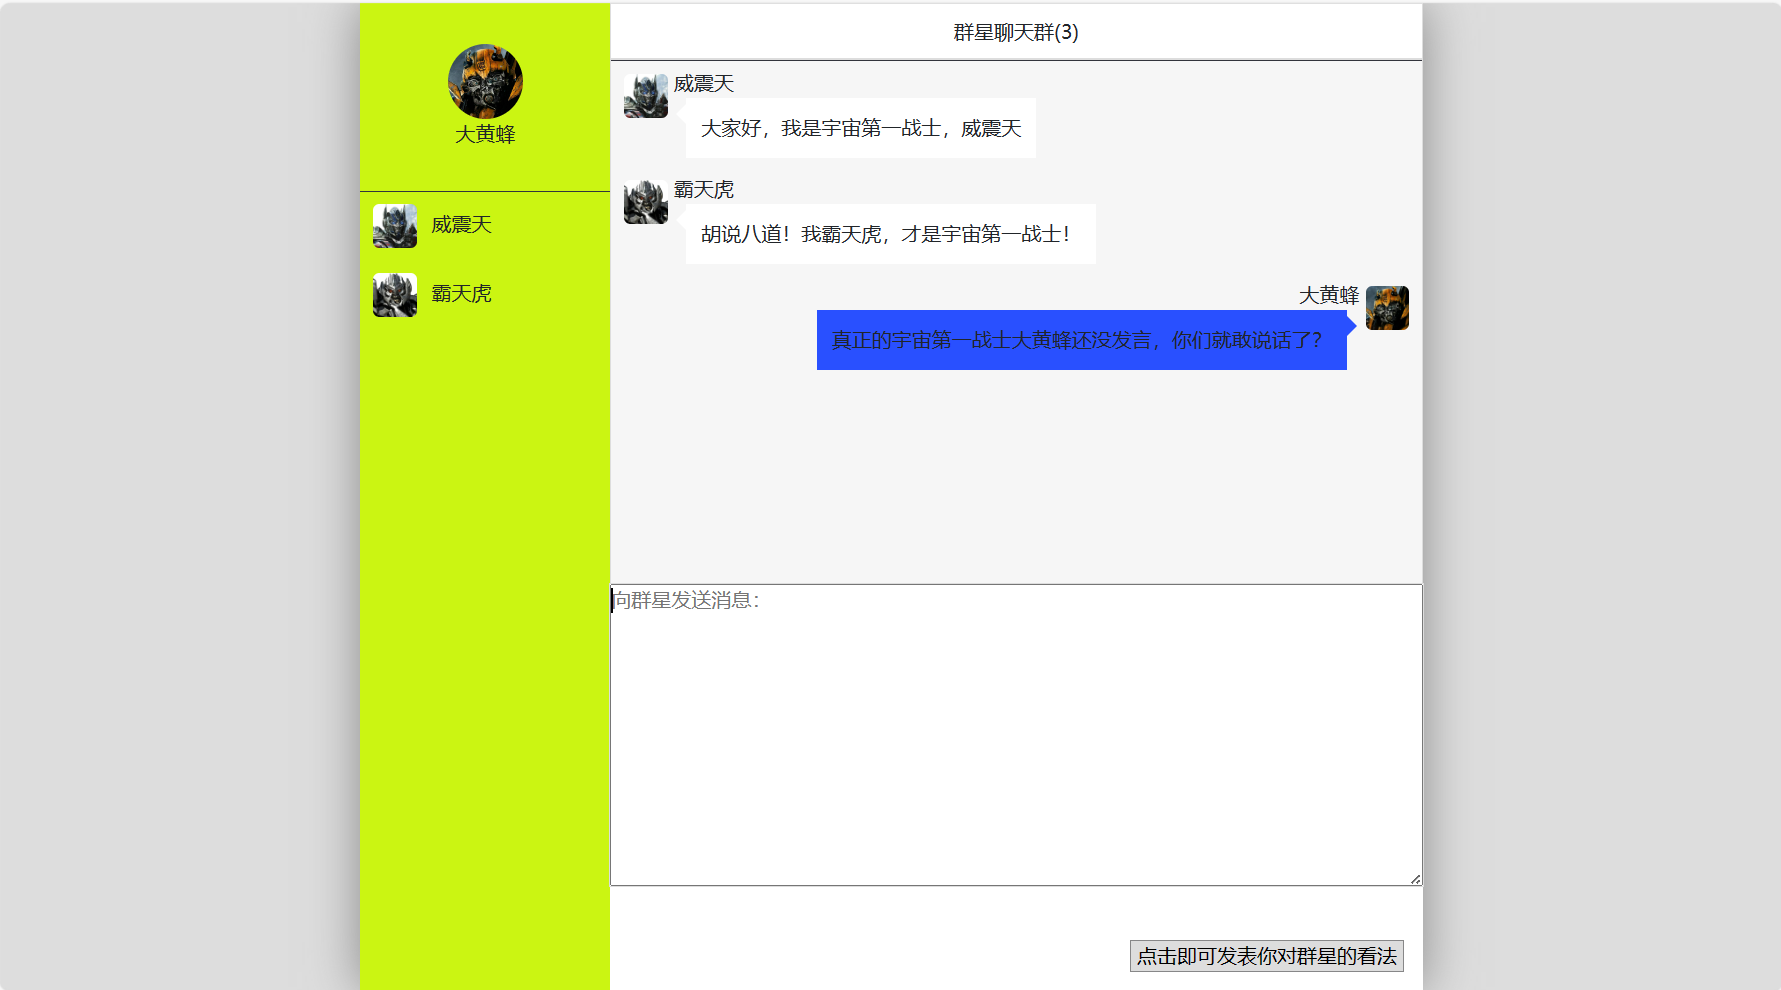 大黄蜂
威震天
霸天虎
群星聊天群(3)
威震天
大家好，我是宇宙第一战士，威震天
霸天虎
胡说八道！我霸天虎，才是宇宙第一战士！
大黄蜂
真正的宇宙第一战士大黄蜂还没发言，你们就敢说话了？
向群星发送消息：
点击即可发表你对群星的看法